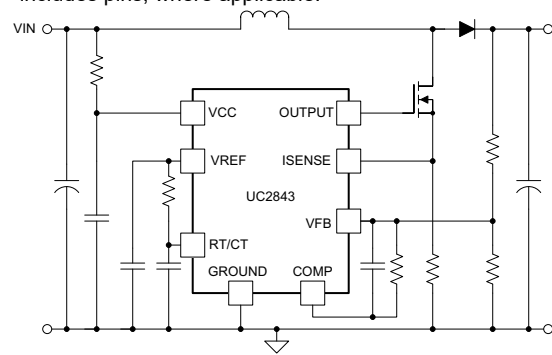 includes pins, where applicable.
VIN
VCC
OUTPUT
VREF
ISENSE
UC2843
VFB
RT/CT
GROUND
COMP